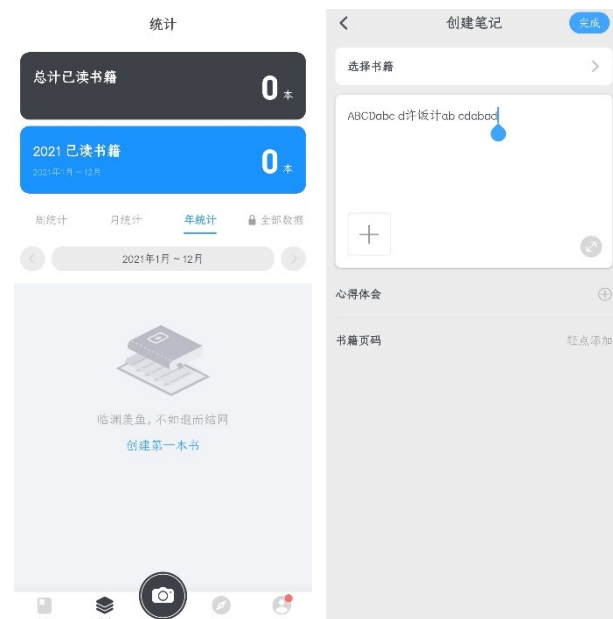 统计
总计已读书籍
0 本
2021 已读书籍
0 本
2021年1月 ~ 12月
周统计 月统计 年统计 全部数据
2021年1月 ~ 12月
临渊羡鱼，不如退而结网
创建第一本书
创建笔记
完成
选择书籍
ABCDabc d许饭计ab cdabad
心得体会
书籍页码
轻点添加